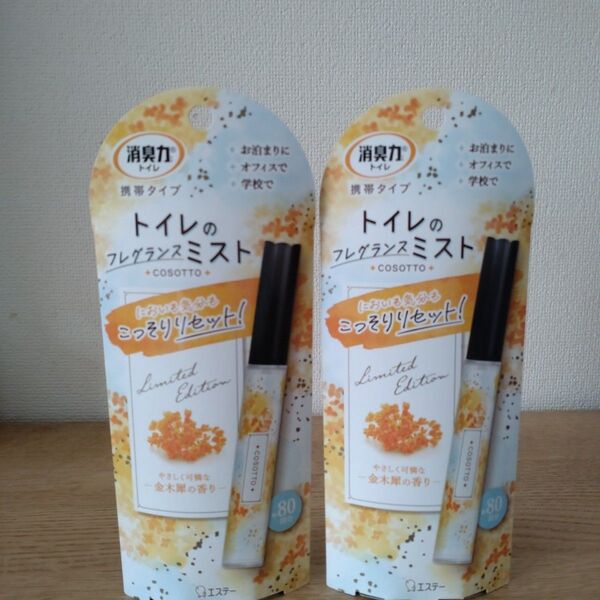 消臭力®
トイレ
携帯タイプ
お泊まりに
オフィスで
学校で
トイレの
フレグランスミスト
COSOTTO
においも気分も
こっそりリセット!
Limited
Edition
やさしく可憐な
金木犀の香り
COSOTTO
約80
エステー
消臭力®
トイレ
携帯タイプ
お泊まりに
オフィスで
学校で
トイレの
フレグランスミスト
COSOTTO
においも気分も
こっそりリセット!
Limited
Edition
やさしく可憐な
金木犀の香り
COSOTTO
約80
エステー